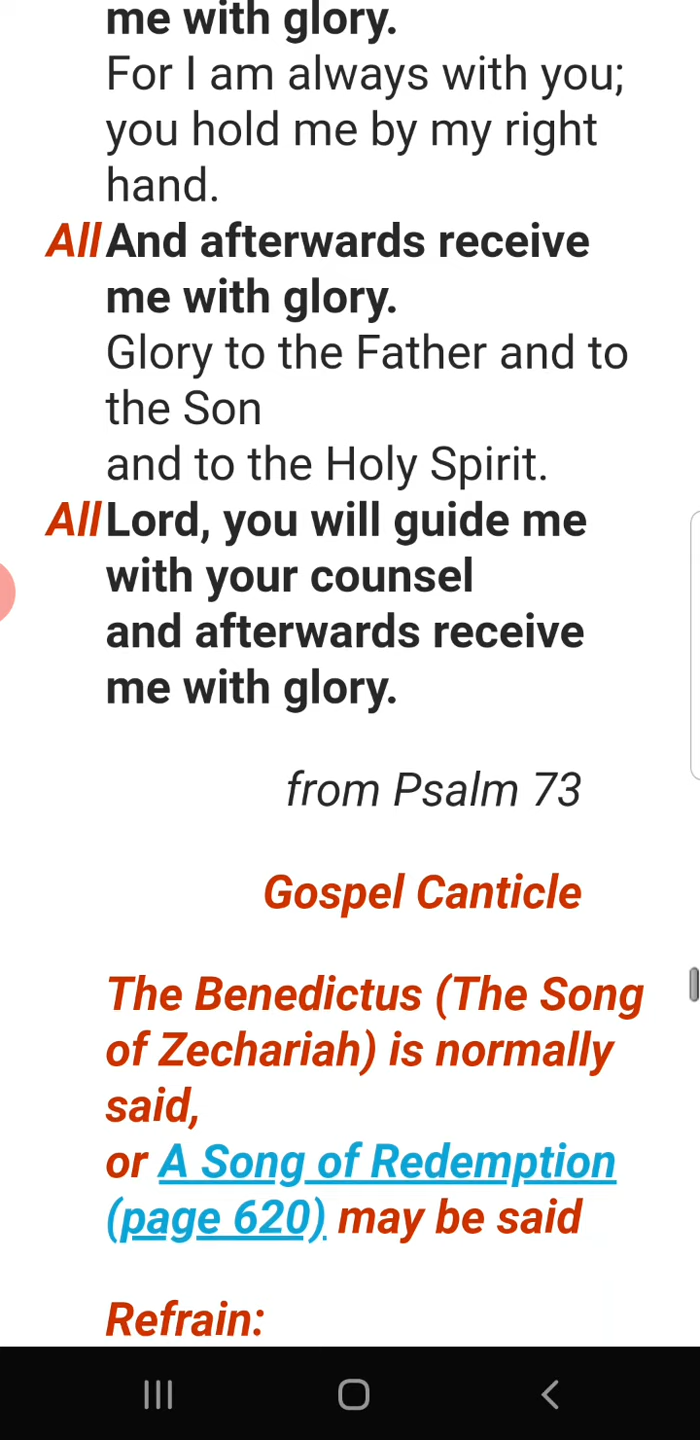 me with glory.
For I am always with you;
you hold me by my right
hand.
All And afterwards receive
me with glory.
Glory to the Father and to
the Son
and to the Holy Spirit.
All Lord, you will guide me
with your counsel
and afterwards receive
me with glory.
from Psalm 73
Gospel Canticle
The Benedictus (The Song
of Zechariah) is normally
said,
or A Song of Redemption
(page 620) may be said
Refrain: